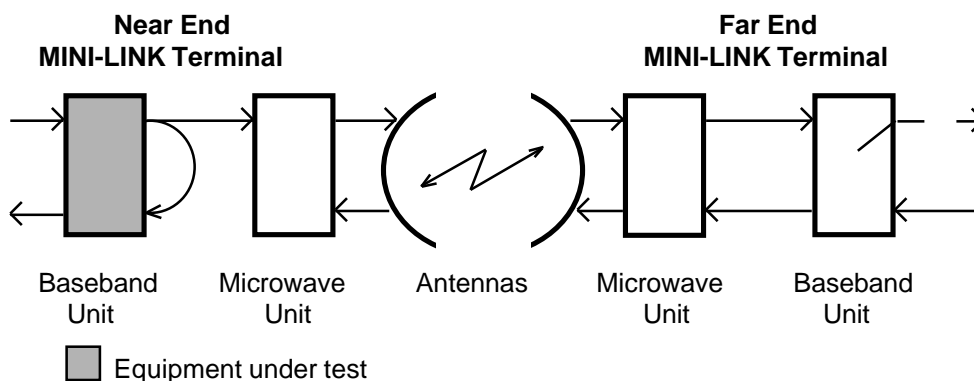 Near End
MINI-LINK Terminal
Far End
MINI-LINK Terminal
Baseband
Unit
Microwave
Unit
Antennas
Microwave
Unit
Baseband
Unit
Equipment under test